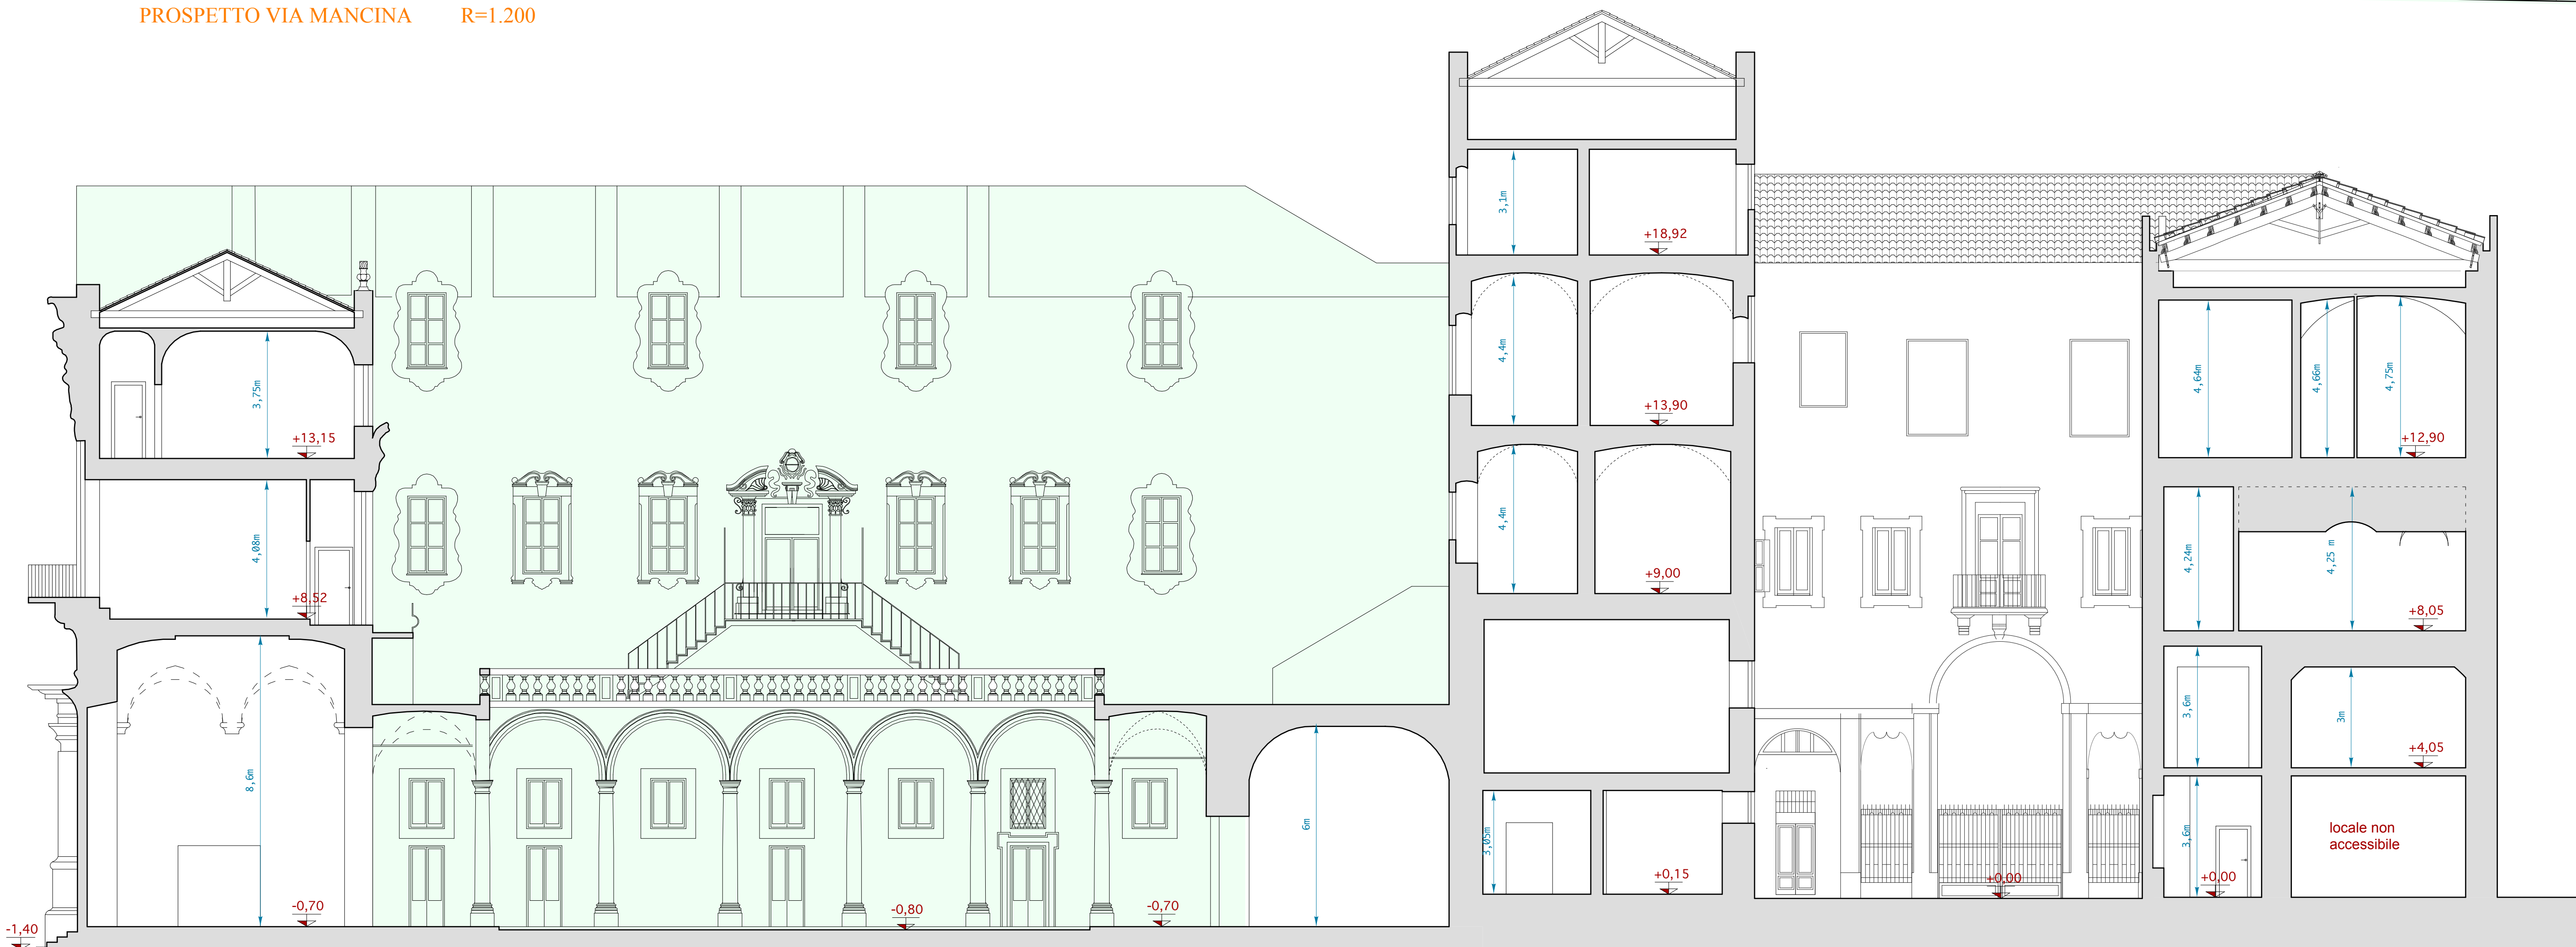 PROSPETTO VIA MANCINA R=1.200
3,1m
+18,92
4,4m
+13,90
4,4m
+9,00
3,05m
+0,15
3,75m
+13,15
4,08m
+8,52
8,6m
-0,70
-0,80
-0,70
-1,40
6m
+0,00
4,64m
4,66m
4,75m
+12,90
4,24m
4,25 m
+8,05
3,6m
3m
+4,05
3,6m
+0,00
locale non
accessibile